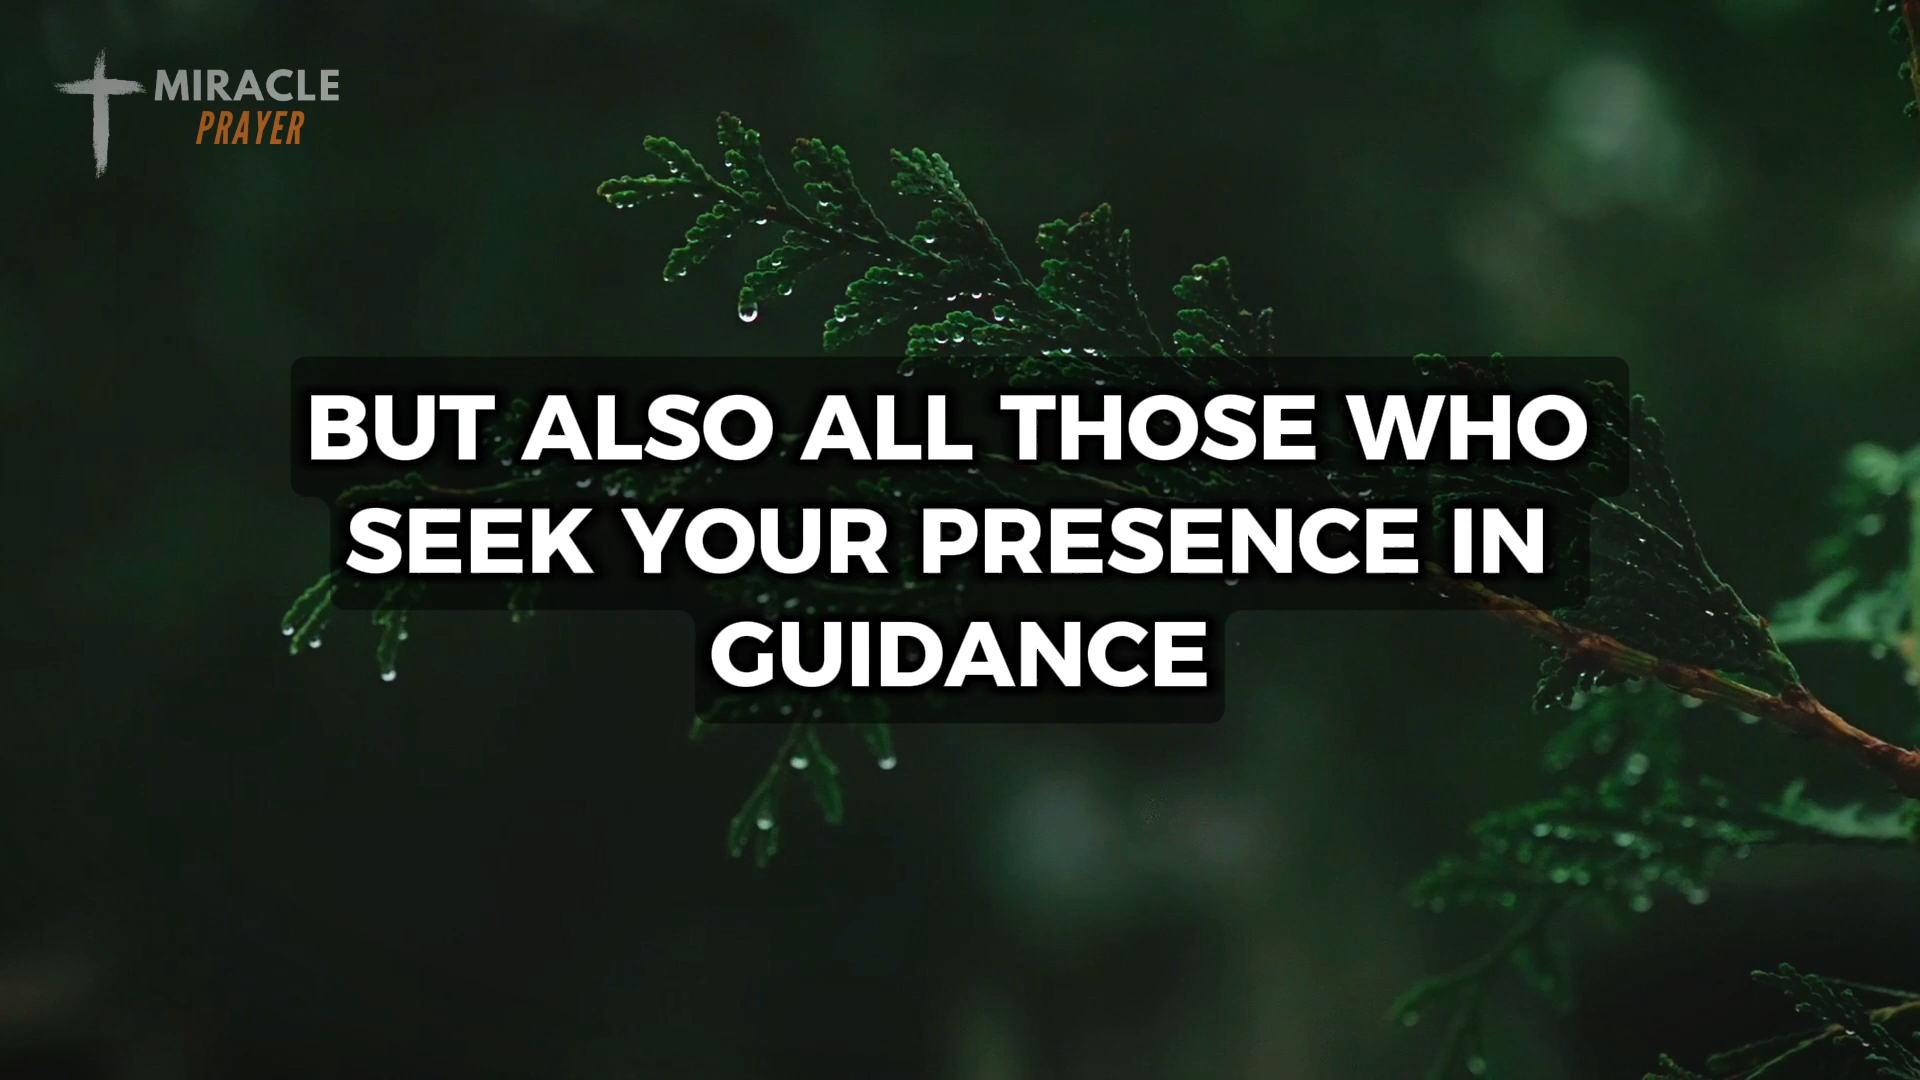 MIRACLE
PRAYER
BUT ALSO ALL THOSE WHO
SEEK YOUR PRESENCE IN
GUIDANCE